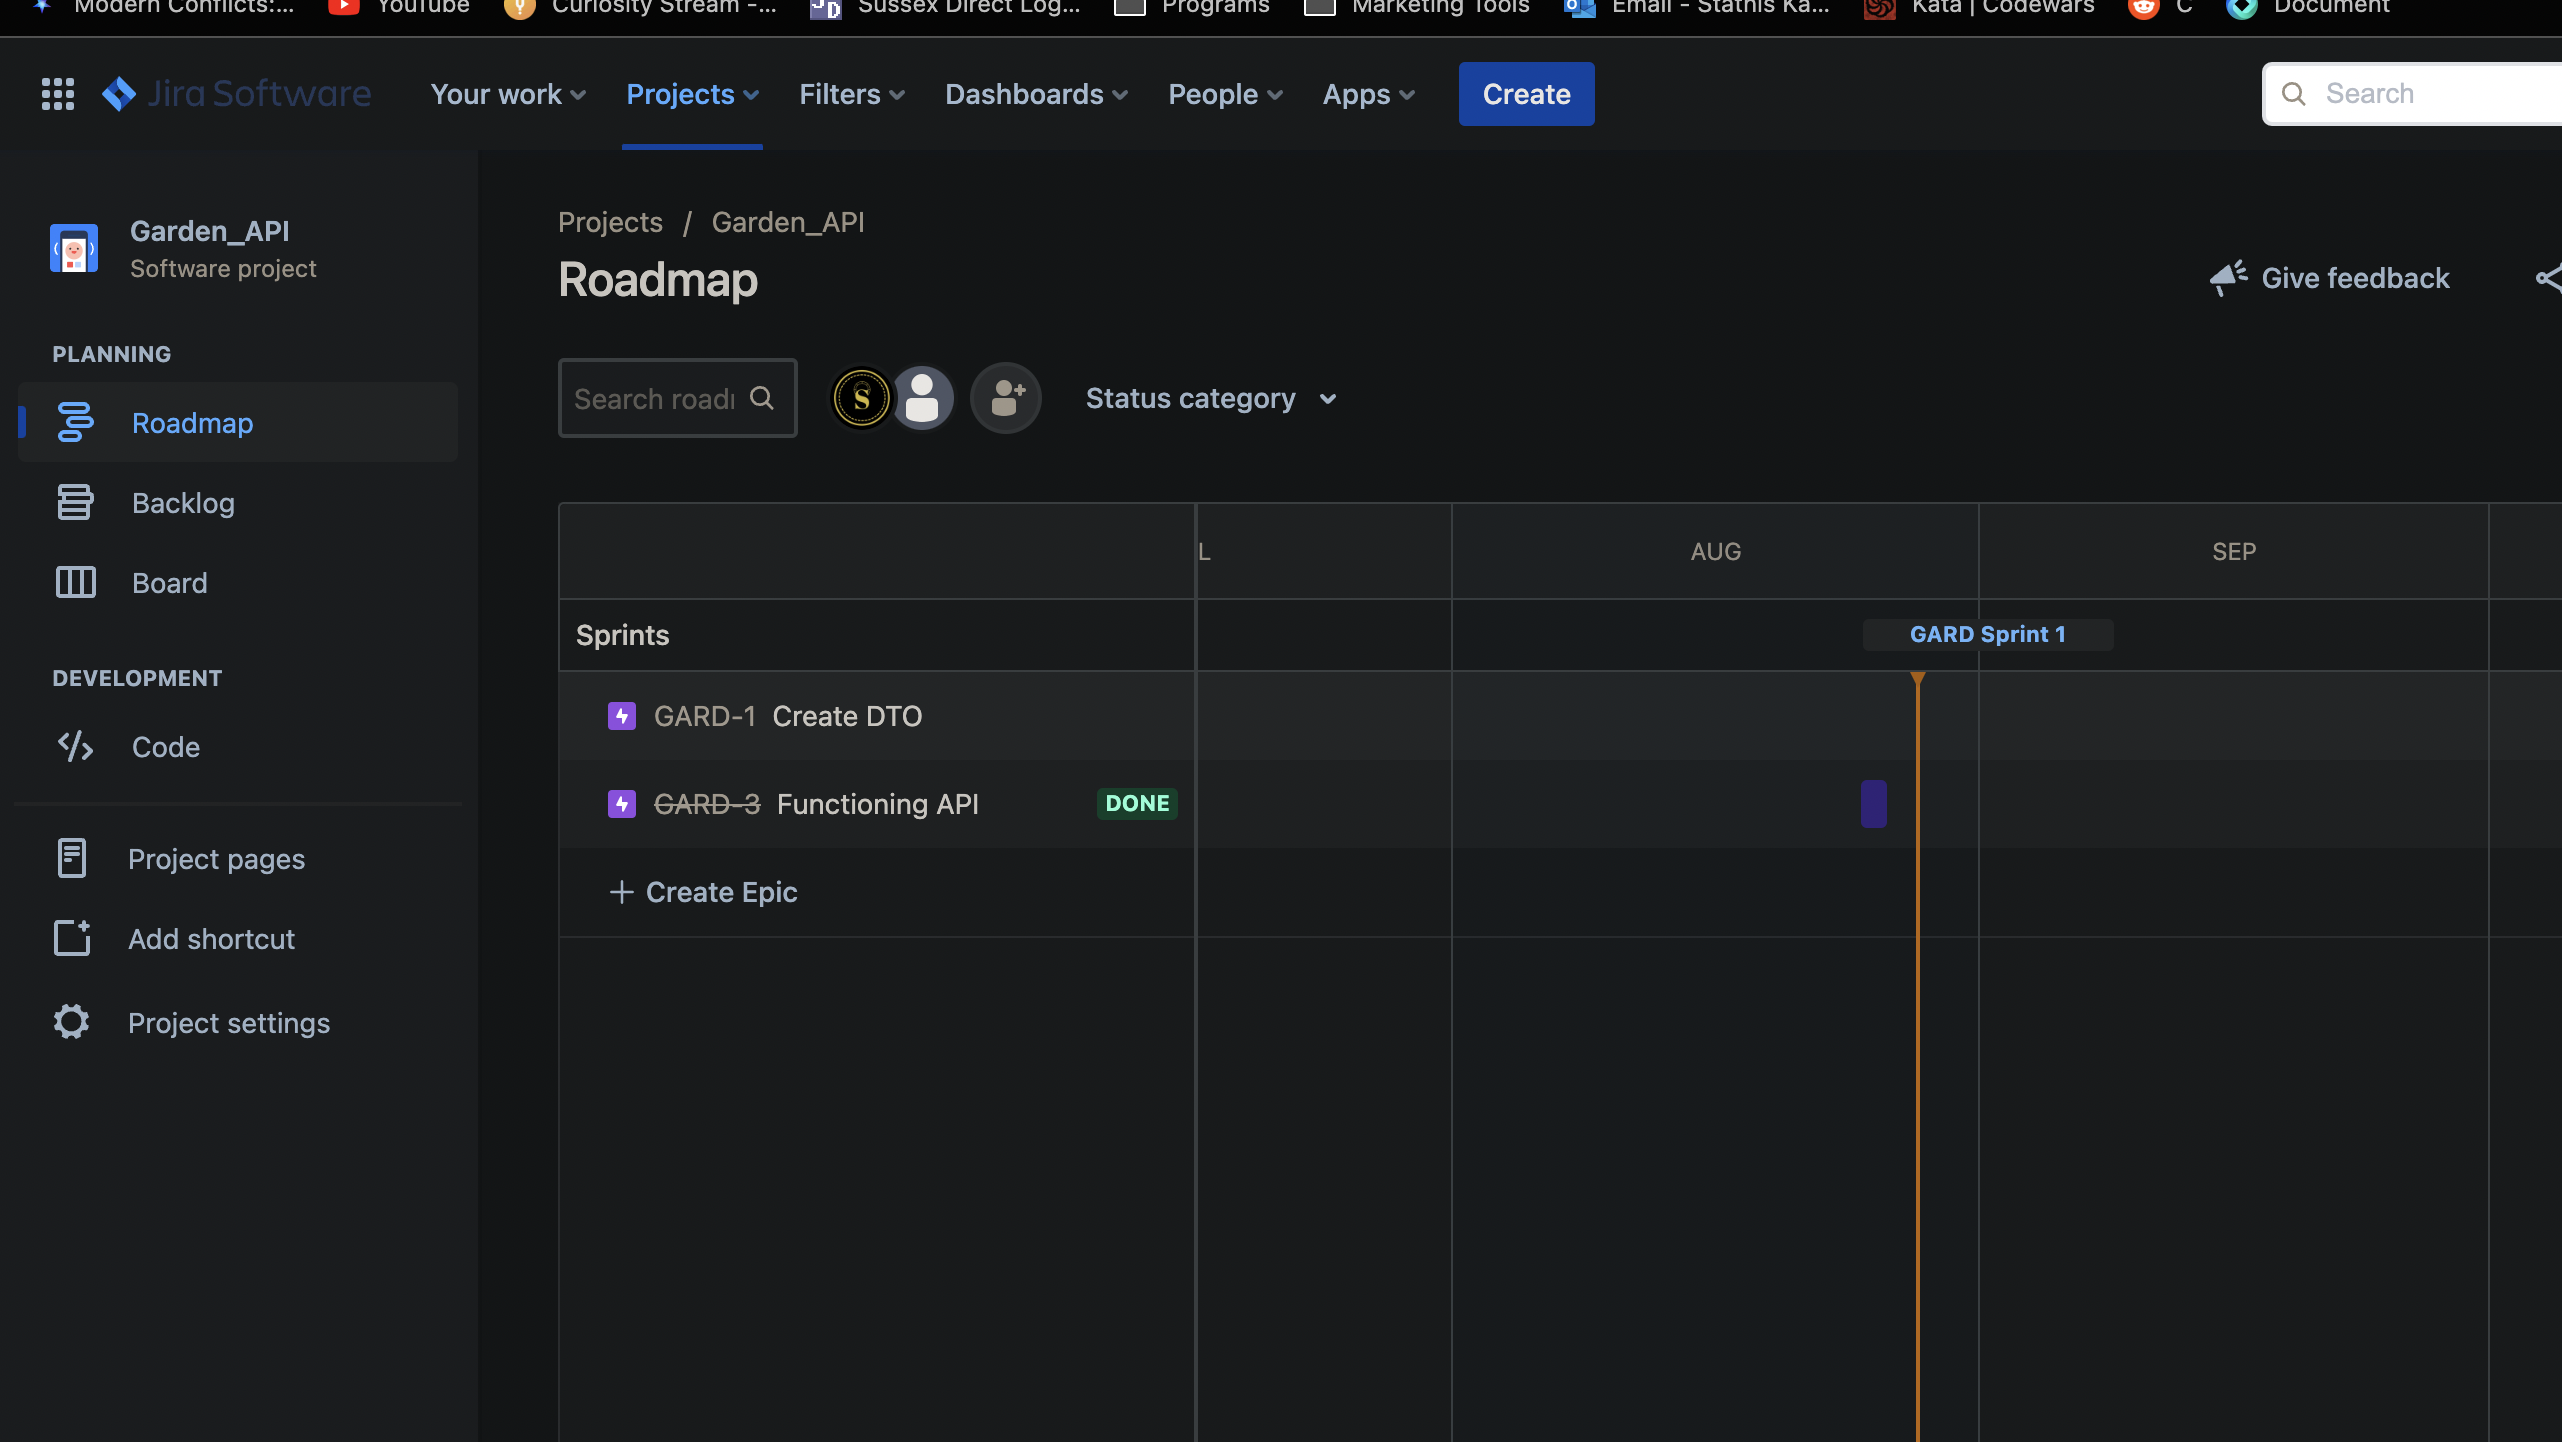 Modern Conflicts:...
YouTube
Curiosity Stream -...
Sussex Direct Log...
Programs
Marketing Tools
Email - Stathis Ka...
Kata | Codewars
C
Document
Jira Software
Your work
Projects
Filters
Dashboards
People
Apps
Create
Search
Garden_API
Software project
PLANNING
Roadmap
Backlog
Board
DEVELOPMENT
Code
Project pages
Add shortcut
Project settings
Projects / Garden_API
Roadmap
Give feedback
Search roadr
S
Status category
L
AUG
SEP
Sprints
GARD Sprint 1
GARD-1 Create DTO
GARD-3 Functioning API DONE
+ Create Epic